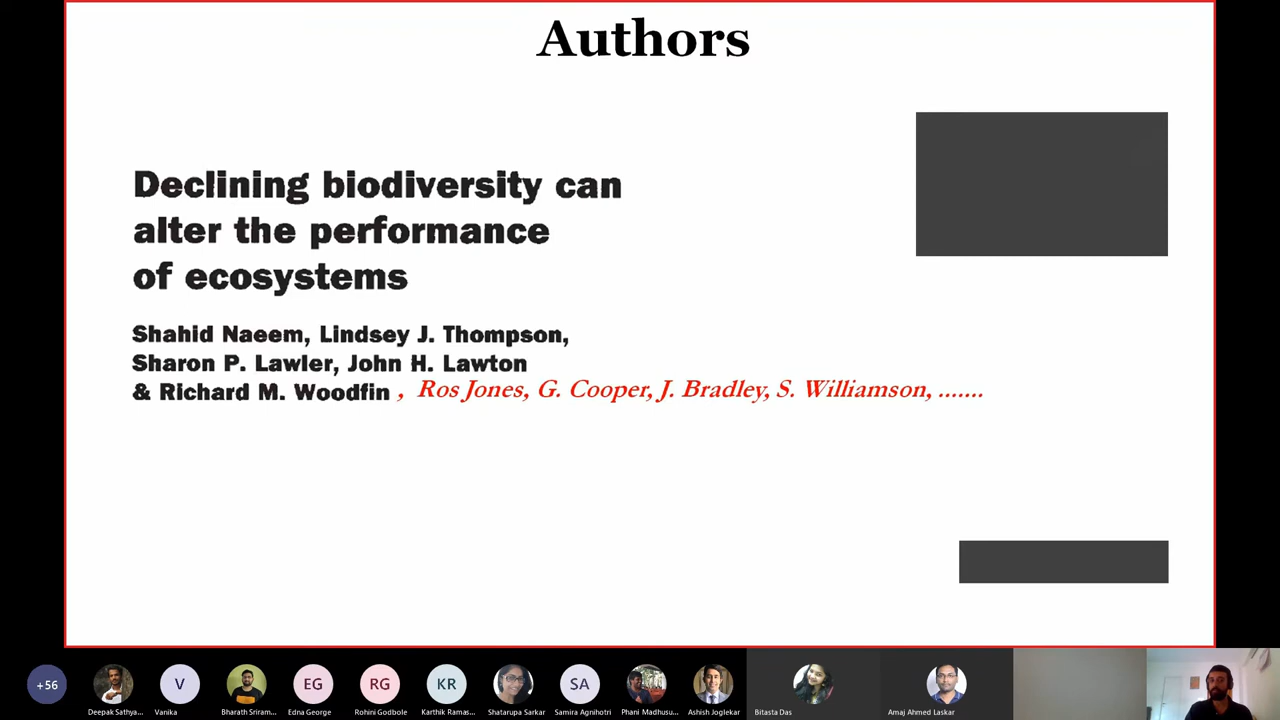 Authors
Declining biodiversity can
alter the performance
of ecosystems
Shahid Naeem, Lindsey J. Thompson,
Sharon P. Lawler, John H. Lawton
& Richard M. Woodfin , Ros Jones, G. Cooper, J. Bradley, S. Williamson, .......
+56
V
EG
RG
KR
SA
Deepak Sathya...
Vanika
Bharath Sriram...
Edna George
Rohini Godbole
Karthik Ramas...
Shatarupa Sarkar
Samira Agnihotri
Phani Madhusu...
Ashish Joglekar
Bitasta Das
Amaj Ahmed Laskar